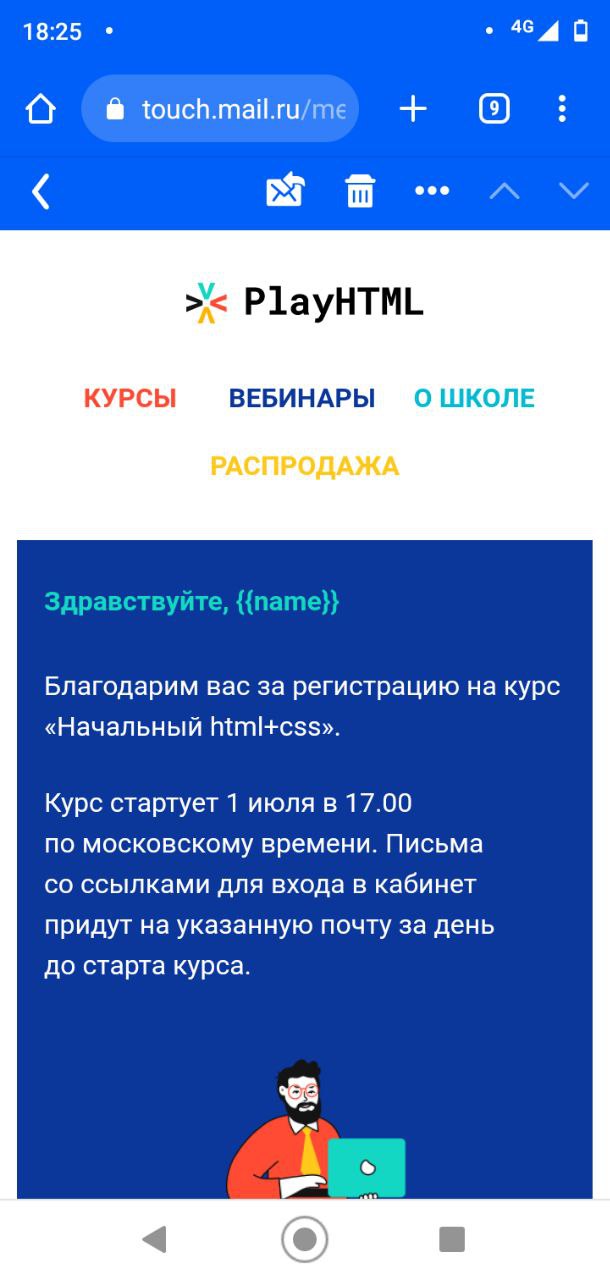 18:25
4G
touch.mail.ru/me
9
PlayHTML
КУРСЫ ВЕБИНАРЫ О ШКОЛЕ
РАСПРОДАЖА
Здравствуйте, {{name}}
Благодарим вас за регистрацию на курс
«Начальный html+css».
Курс стартует 1 июля в 17.00
по московскому времени. Письма
со ссылками для входа в кабинет
придут на указанную почту за день
до старта курса.